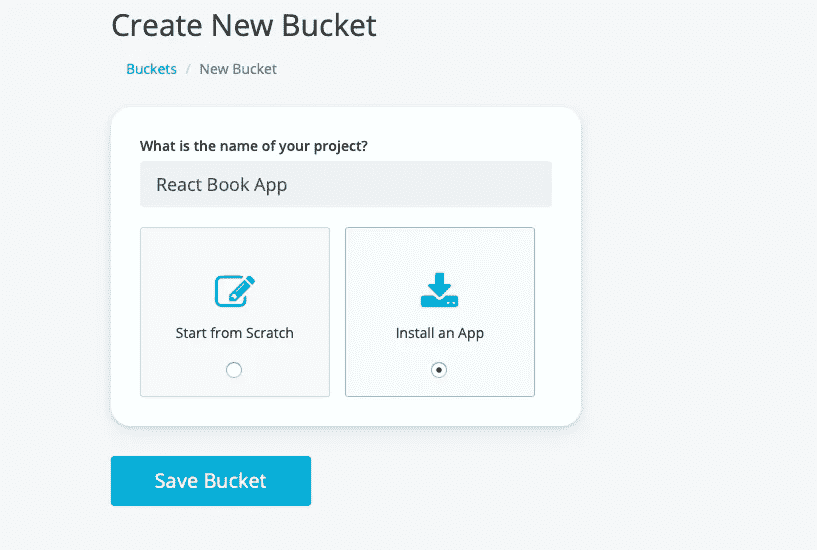 Create New Bucket
Buckets / New Bucket
What is the name of your project?
React Book App
Start from Scratch
Install an App
Save Bucket